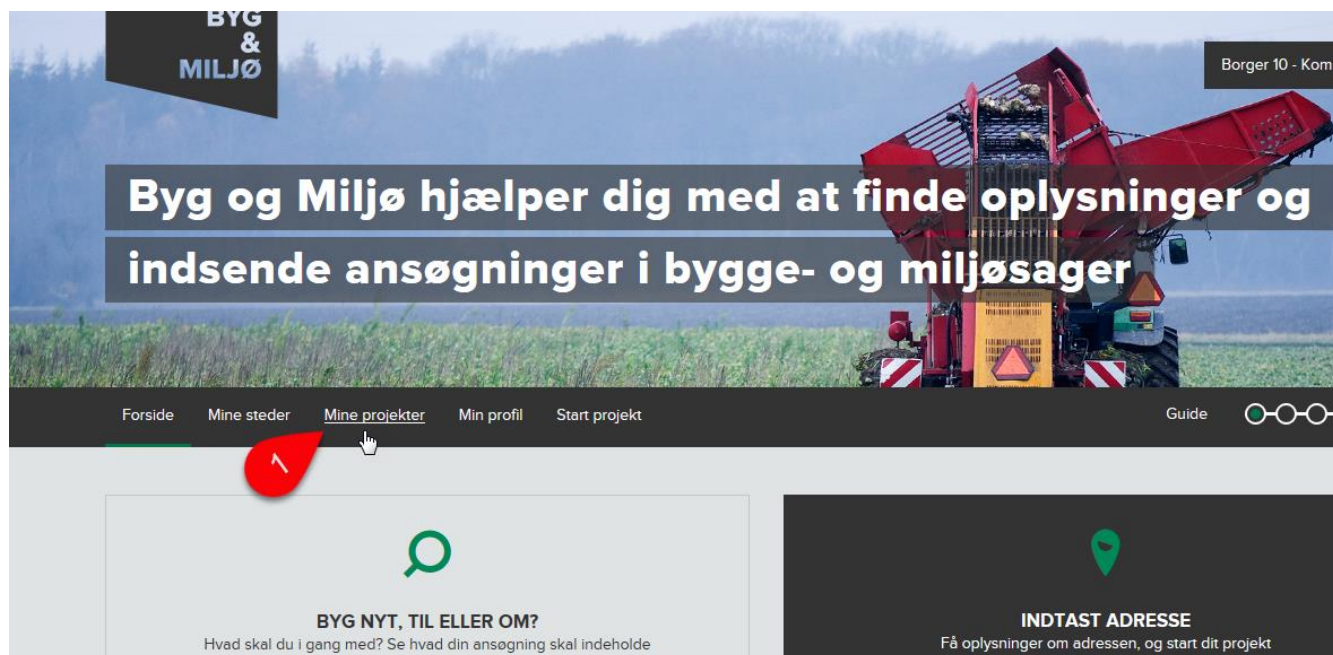 BYG
&
MILJØ
Borger 10 - Kom
Byg og Miljø hjælper dig med at finde oplysninger og
indsende ansøgninger i bygge- og miljøsager
Forside Mine steder Mine projekter Min profil Start projekt Guide
1
BYG NYT, TIL ELLER OM?
Hvad skal du i gang med? Se hvad din ansøgning skal indeholde
INDTAST ADRESSE
Få oplysninger om adressen, og start dit projekt